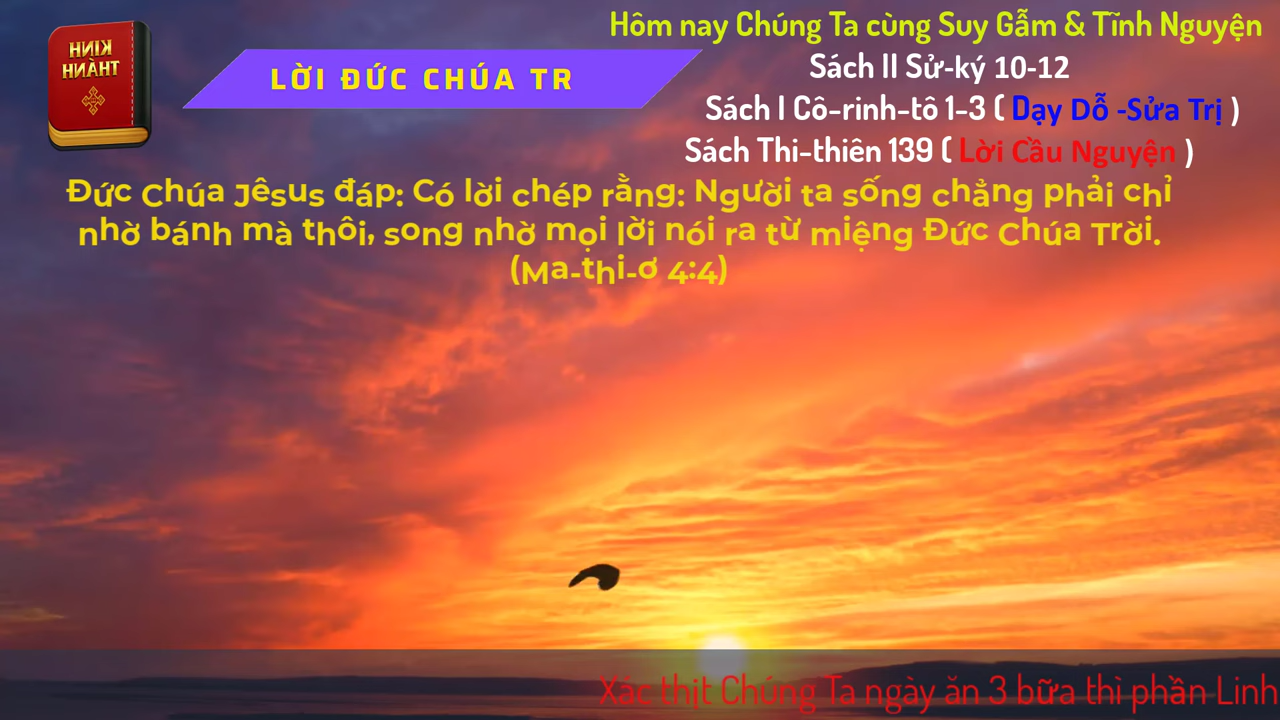 KINH
THÁNH
LỜI ĐỨC CHÚA TR
Hôm nay Chúng Ta cùng Suy Gẫm & Tĩnh Nguyện
Sách II Sử-ký 10-12
Sách I Cô-rinh-tô 1-3 ( Dạy Dỗ -Sửa Trị )
Sách Thi-thiên 139 ( Lời Cầu Nguyện )
Đức Chúa Jêsus đáp: Có lời chép rằng: Người ta sống chẳng phải chỉ
nhờ bánh mà thôi, song nhờ mọi lời nói ra từ miệng Đức Chúa Trời.
(Ma-thi-ơ 4:4)
Xác thịt Chúng Ta ngày ăn 3 bữa thì phần Linh